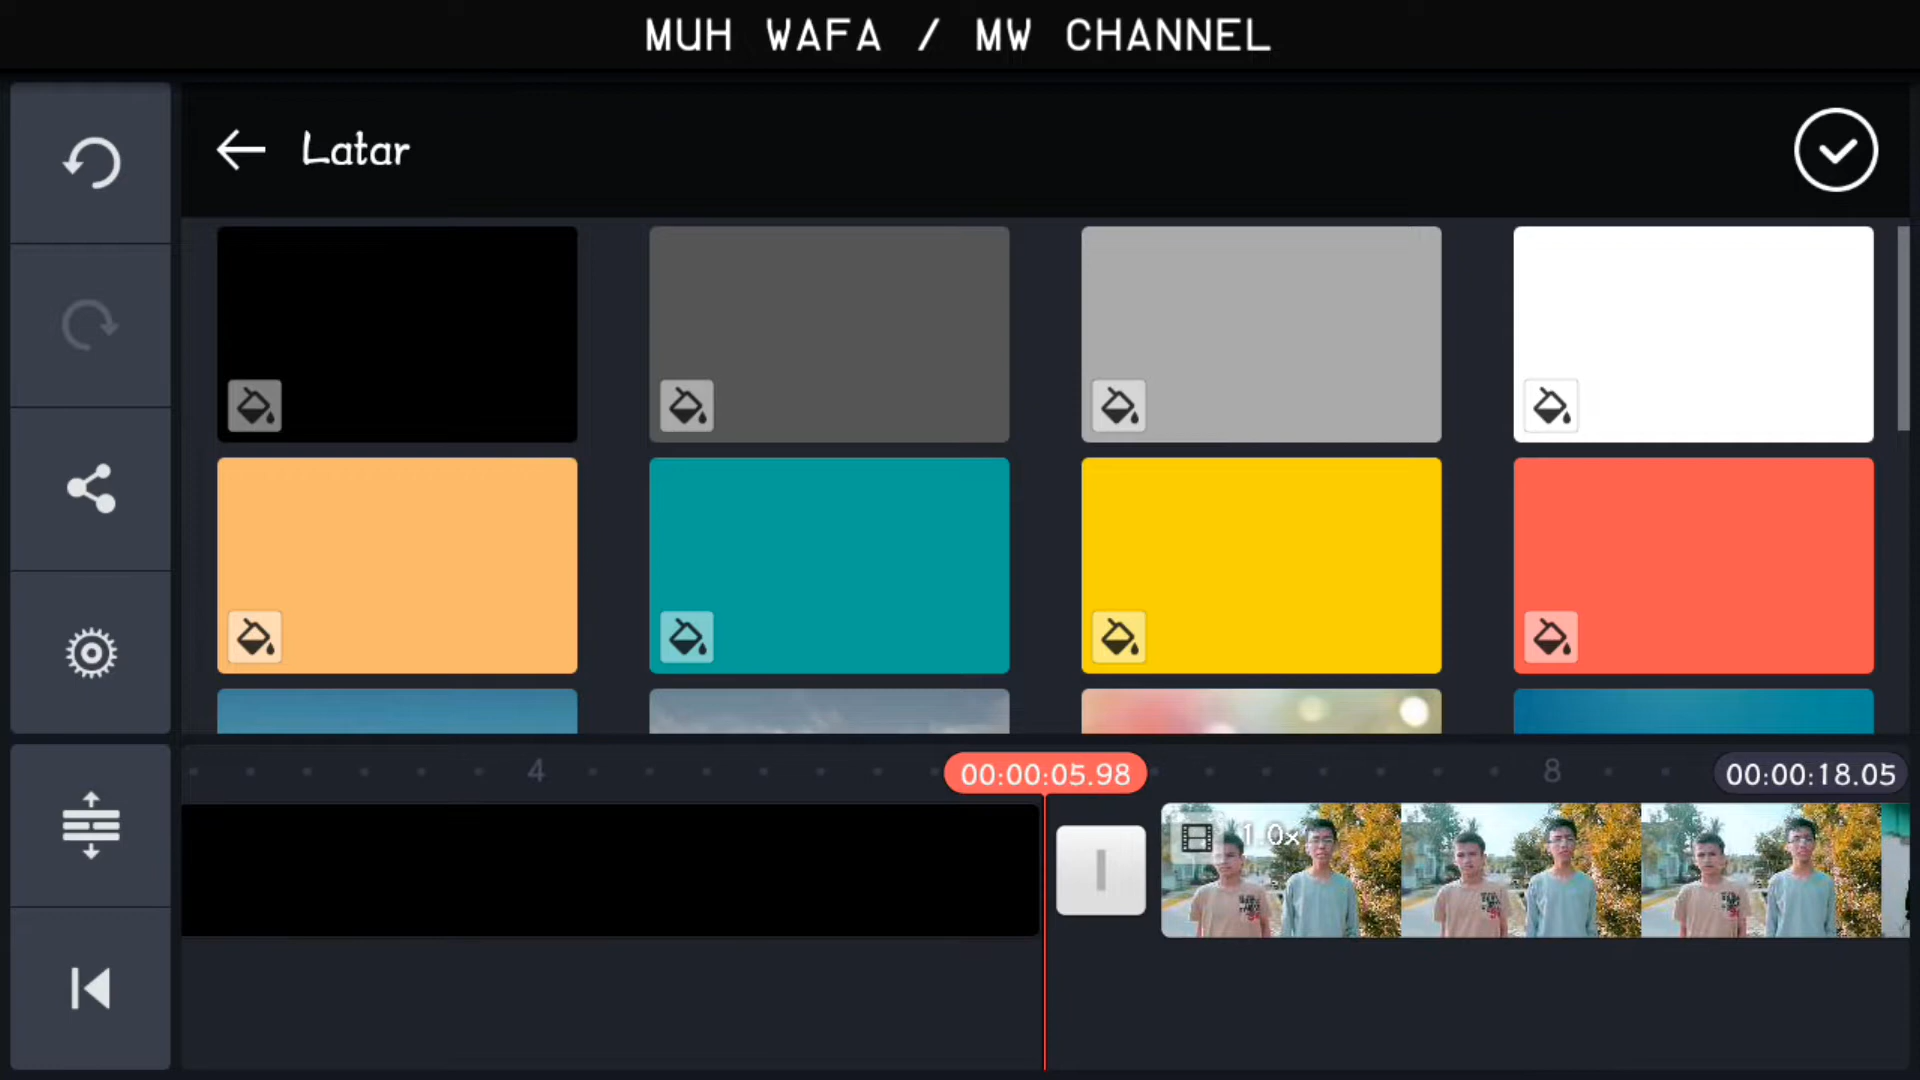 MUH WAFA / MW CHANNEL
Latar
4
00:00:05.98
8
00:00:18.05
1.0x